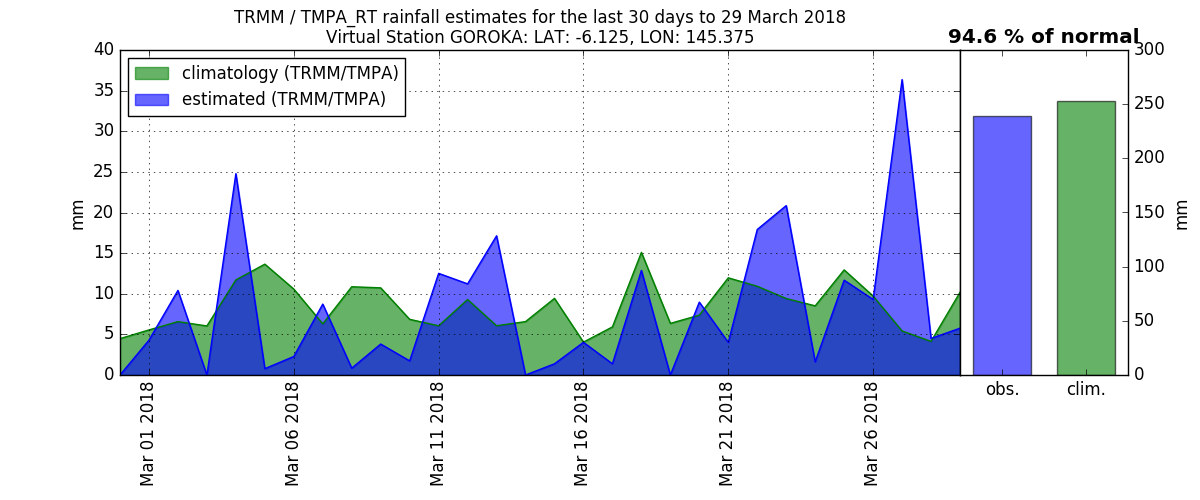 TRMM / TMPA_RT rainfall estimates for the last 30 days to 29 March 2018
Virtual Station GOROKA: LAT: -6.125, LON: 145.375
94.6 % of normal
climatology (TRMM/TMPA)
estimated (TRMM/TMPA)
40
35
30
25
20
15
10
5
0
mm
Mar 01 2018
Mar 06 2018
Mar 11 2018
Mar 16 2018
Mar 21 2018
Mar 26 2018
obs.
clim.
300
250
200
150
100
50
0
mm